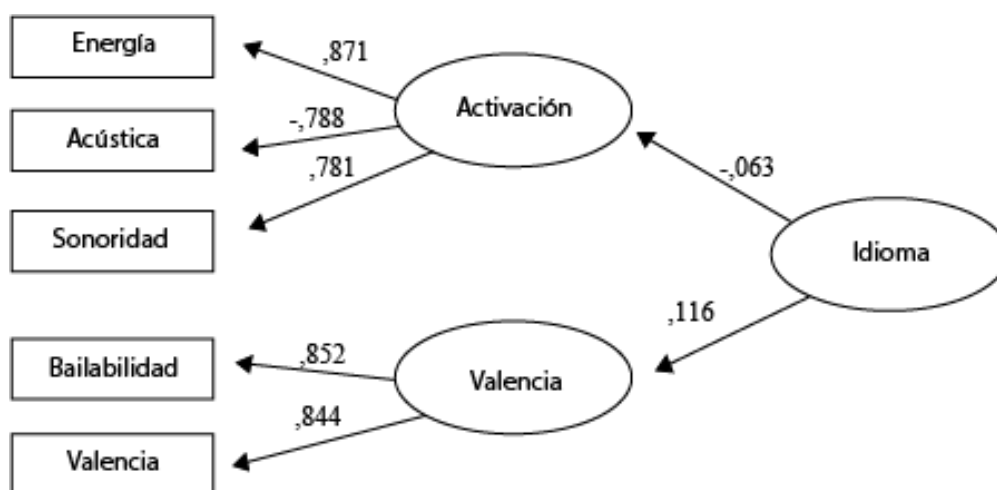 Energía
,871
Activación
Acústica
-,788
,781
-,063
Sonoridad
Idioma
,116
Bailabilidad
,852
Valencia
,844
Valencia